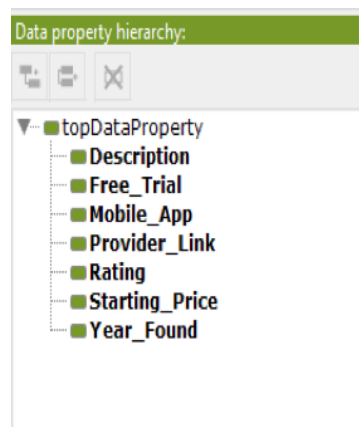 Data property hierarchy:
topDataProperty
Description
Free_Trial
Mobile_App
Provider_Link
Rating
Starting_Price
Year_Found